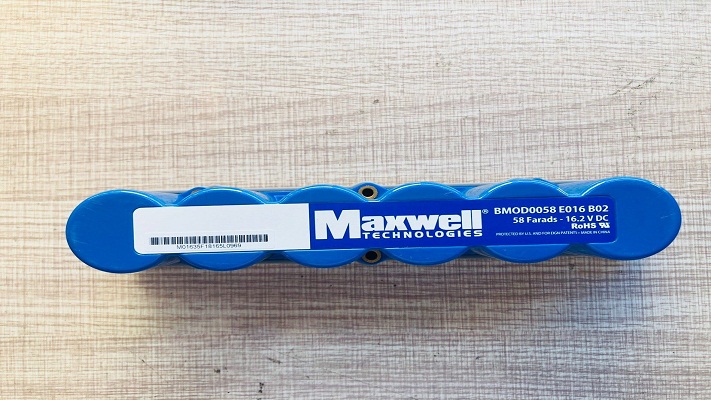 MG1635F18165L0969
Maxwell®
TECHNOLOGIES
BMOD0058 E016 B02
58 Farads - 16.2 V DC
RoHS
PROTECTED BY U.S. AND FOREIGN PATENTS - MADE IN CHINA